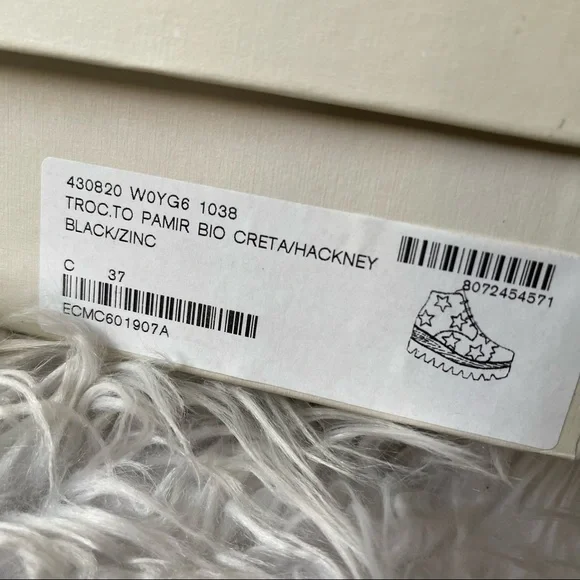 430820 W0YG6 1038
TROC.TO PAMIR BIO CRETA/HACKNEY
BLACK/ZINC
8072454571
C 37
ECMC601907A